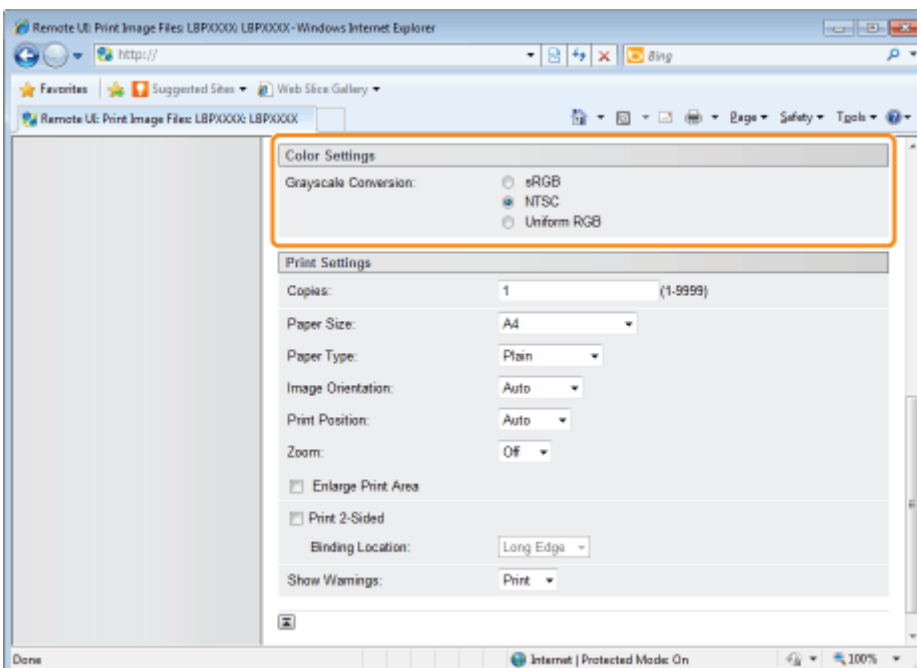 Remote UI: Print Image Files: LBPXXXX: LBPXXXX - Windows Internet Explorer
http://
Bing
Favorites Suggested Sites Web Slice Gallery
Remote UI: Print Image Files: LBPXXXX: LBPXXXX Page Safety Tools
Color Settings
Grayscale Conversion: sRGB
NTSC
Uniform RGB
Print Settings
Copies: 1 (1-9999)
Paper Size: A4
Paper Type: Plain
Image Orientation: Auto
Print Position: Auto
Zoom: Off
Enlarge Print Area
Print 2-Sided
Binding Location: Long Edge
Show Warnings: Print
Done Internet | Protected Mode: On 100%